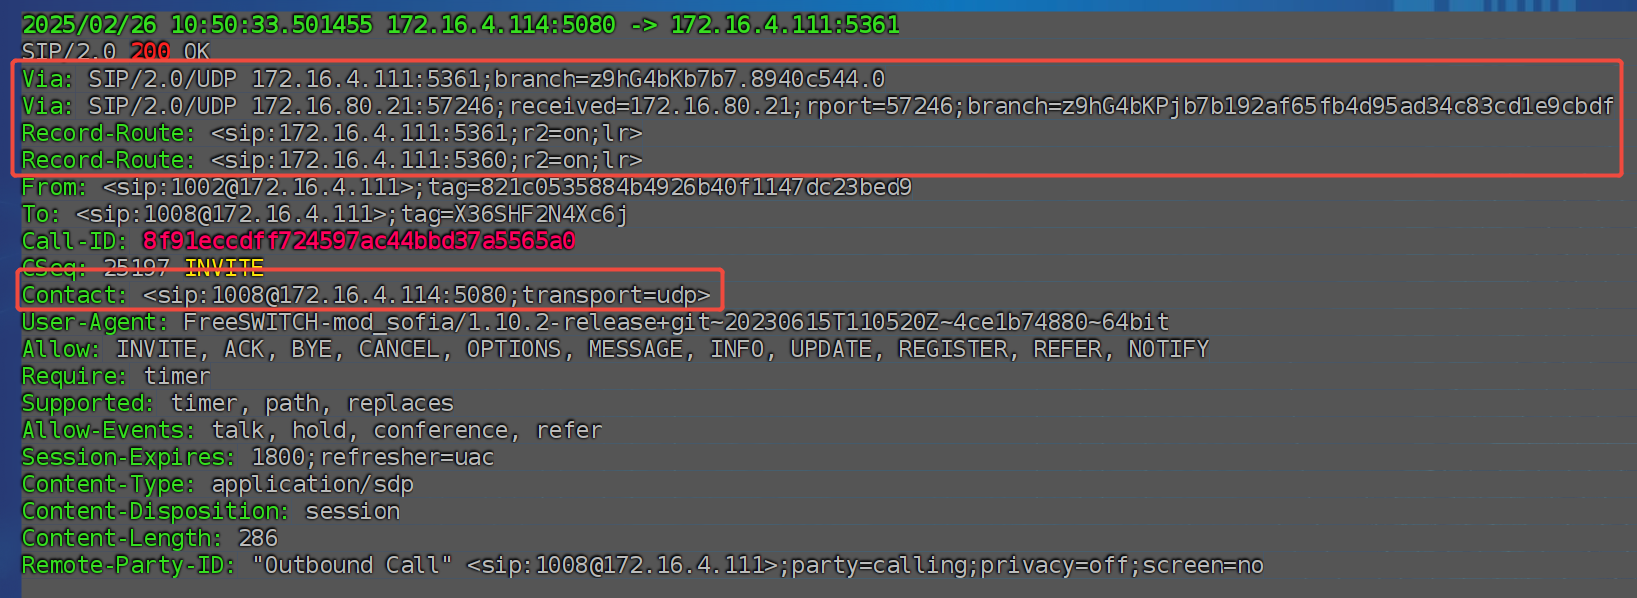 2025/02/26 10:50:33.501455 172.16.4.114:5080 -> 172.16.4.111:5361
SIP/2.0 200 OK
Via: SIP/2.0/UDP 172.16.4.111:5361;branch=z9hG4bKb7b7.8940c544.0
Via: SIP/2.0/UDP 172.16.80.21:57246;received=172.16.80.21;rport=57246;branch=z9hG4bKPjb7b192af65fb4d95ad34c83cd1e9cbdf
Record-Route: <sip:172.16.4.111:5361;r2=on;lr>
Record-Route: <sip:172.16.4.111:5360;r2=on;lr>
From: <sip:1002@172.16.4.111>;tag=821c0535884b4926b40f1147dc23bed9
To: <sip:1008@172.16.4.111>;tag=X36SHF2N4Xc6j
Call-ID: 8f91eccdff724597ac44bbd37a5565a0
CSeq: 25197 INVITE
Contact: <sip:1008@172.16.4.114:5080;transport=udp>
User-Agent: FreeSWITCH-mod_sofia/1.10.2-release+git~20230615T110520Z~4ce1b74880~64bit
Allow: INVITE, ACK, BYE, CANCEL, OPTIONS, MESSAGE, INFO, UPDATE, REGISTER, REFER, NOTIFY
Require: timer
Supported: timer, path, replaces
Allow-Events: talk, hold, conference, refer
Session-Expires: 1800;refresher=uac
Content-Type: application/sdp
Content-Disposition: session
Content-Length: 286
Remote-Party-ID: "Outbound Call" <sip:1008@172.16.4.111>;party=calling;privacy=off;screen=no